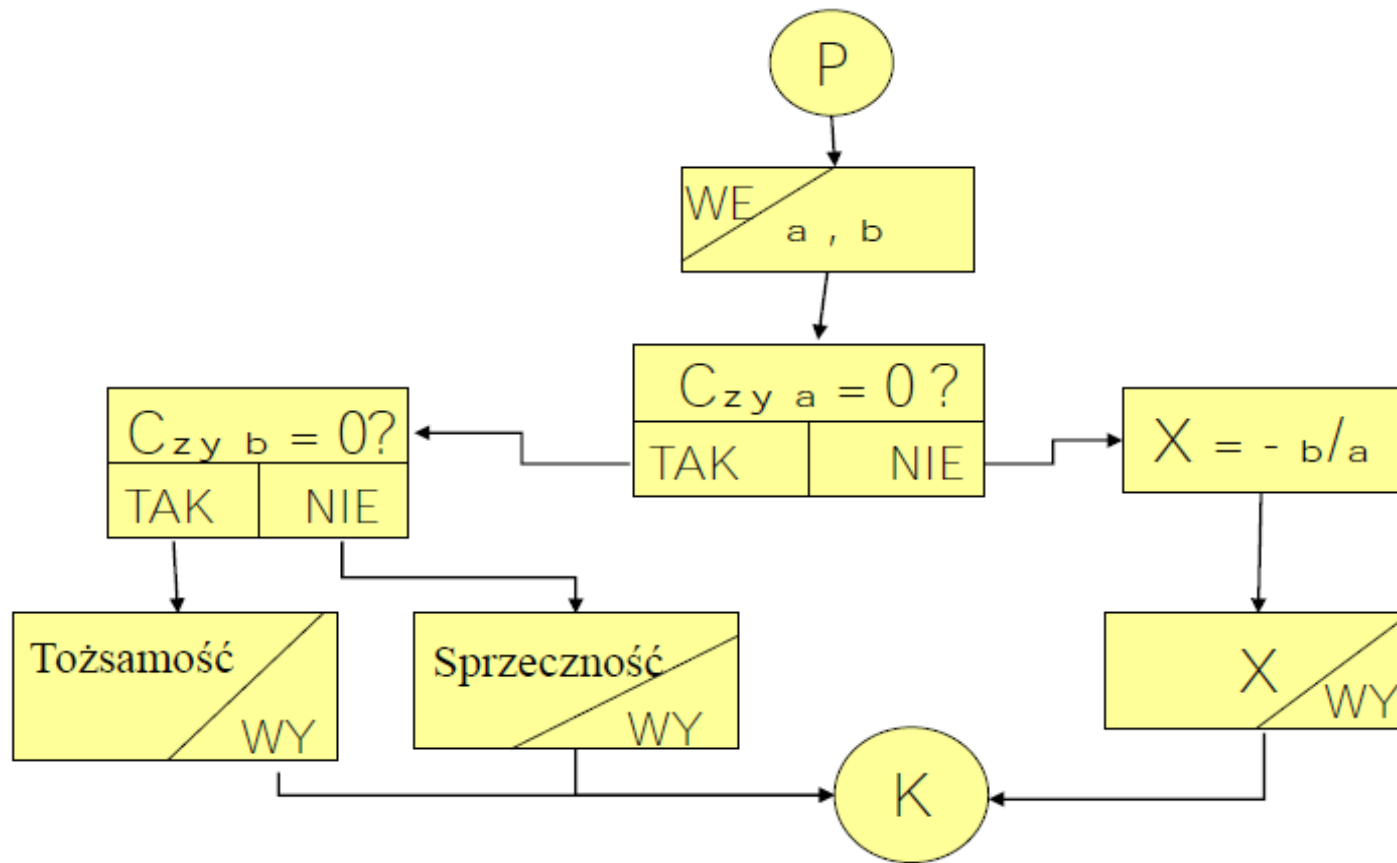 P
WE
a , b
Czy a = 0 ?
TAK NIE
Czy b = 0?
TAK NIE
X = - b/a
Tożsamość
WY
Sprzeczność
WY
X
WY
K